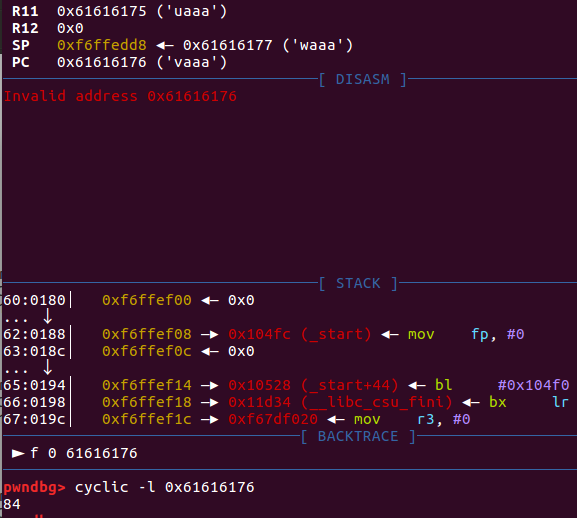 R11 0x61616175 ('uaaa')
R12 0x0
SP 0xf6ffedd8 ◂— 0x61616177 ('waaa')
PC 0x61616176 ('vaaa')
[ DISASM ]
Invalid address 0x61616176
[ STACK ]
60:0180│ 0xf6ffef00 ◂— 0x0
... ↓
62:0188│ 0xf6ffef08 —▸ 0x104fc (_start) ◂— mov fp, #0
63:018c│ 0xf6ffef0c ◂— 0x0
... ↓
65:0194│ 0xf6ffef14 —▸ 0x10528 (_start+44) ◂— bl #0x104f0
66:0198│ 0xf6ffef18 —▸ 0x11d34 (__libc_csu_fini) ◂— bx lr
67:019c│ 0xf6ffef1c —▸ 0xf67df020 ◂— mov r3, #0
[ BACKTRACE ]
► f 0 61616176
pwndbg> cyclic -l 0x61616176
84